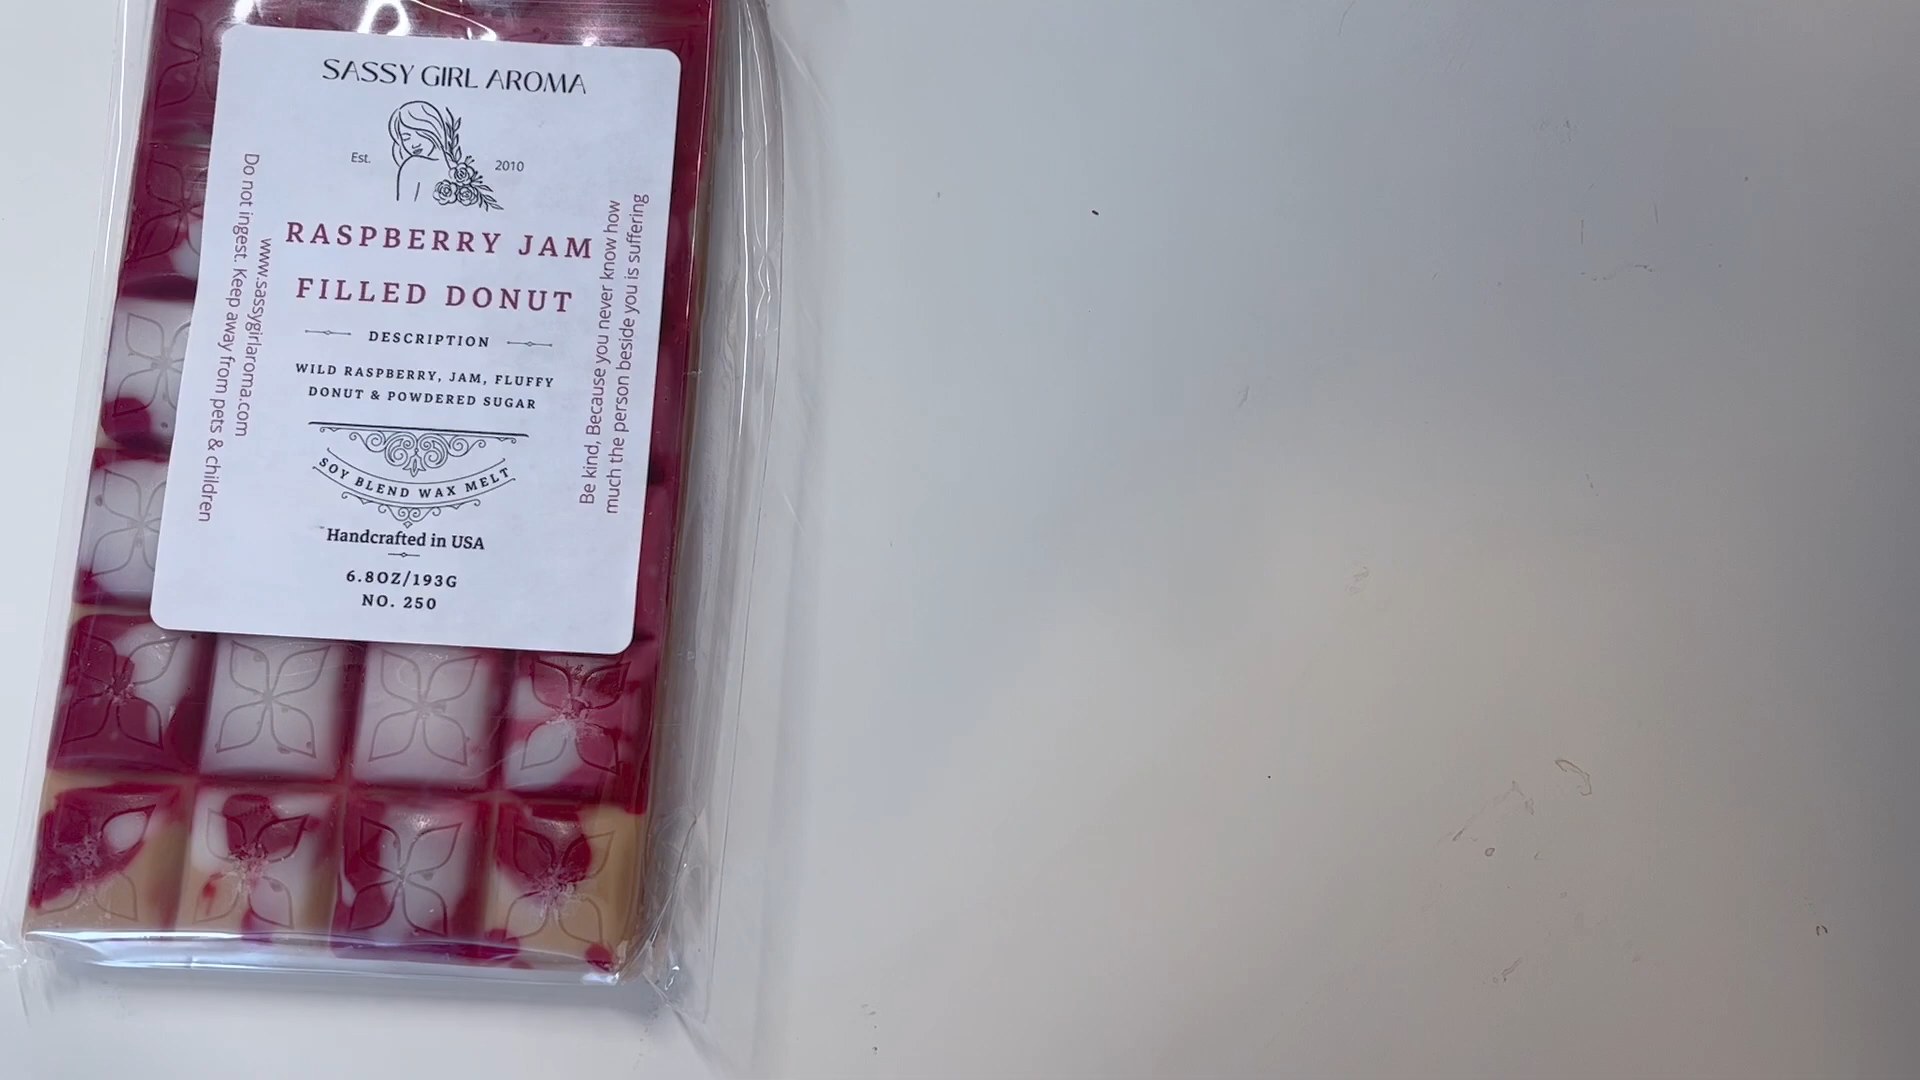 SASSY GIRL AROMA
Est. 2010
RASPBERRY JAM
FILLED DONUT
DESCRIPTION
WILD RASPBERRY, JAM, FLUFFY
DONUT & POWDERED SUGAR
SOY BLEND WAX MELT
Handcrafted in USA
6.8OZ/193G
NO. 250
www.sassygirlaroma.com
Do not ingest. Keep away from pets & children
Be kind, Because you never know how
much the person beside you is suffering